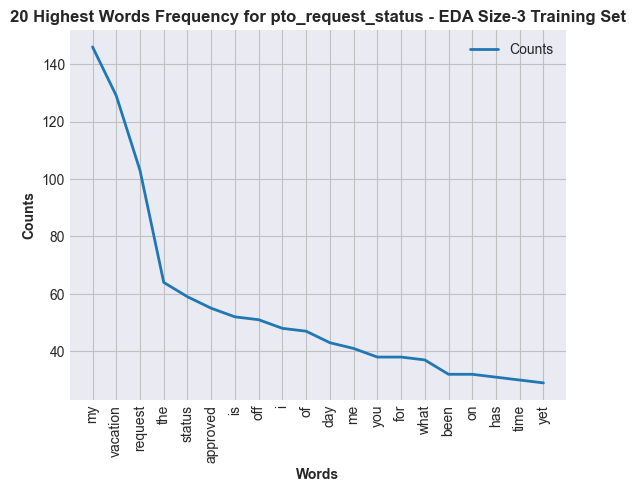 20 Highest Words Frequency for pto_request_status - EDA Size-3 Training Set
Counts
140
120
100
80
60
40
Counts
my
vacation
request
the
status
approved
is
off
i
of
day
me
you
for
what
been
on
has
time
yet
Words